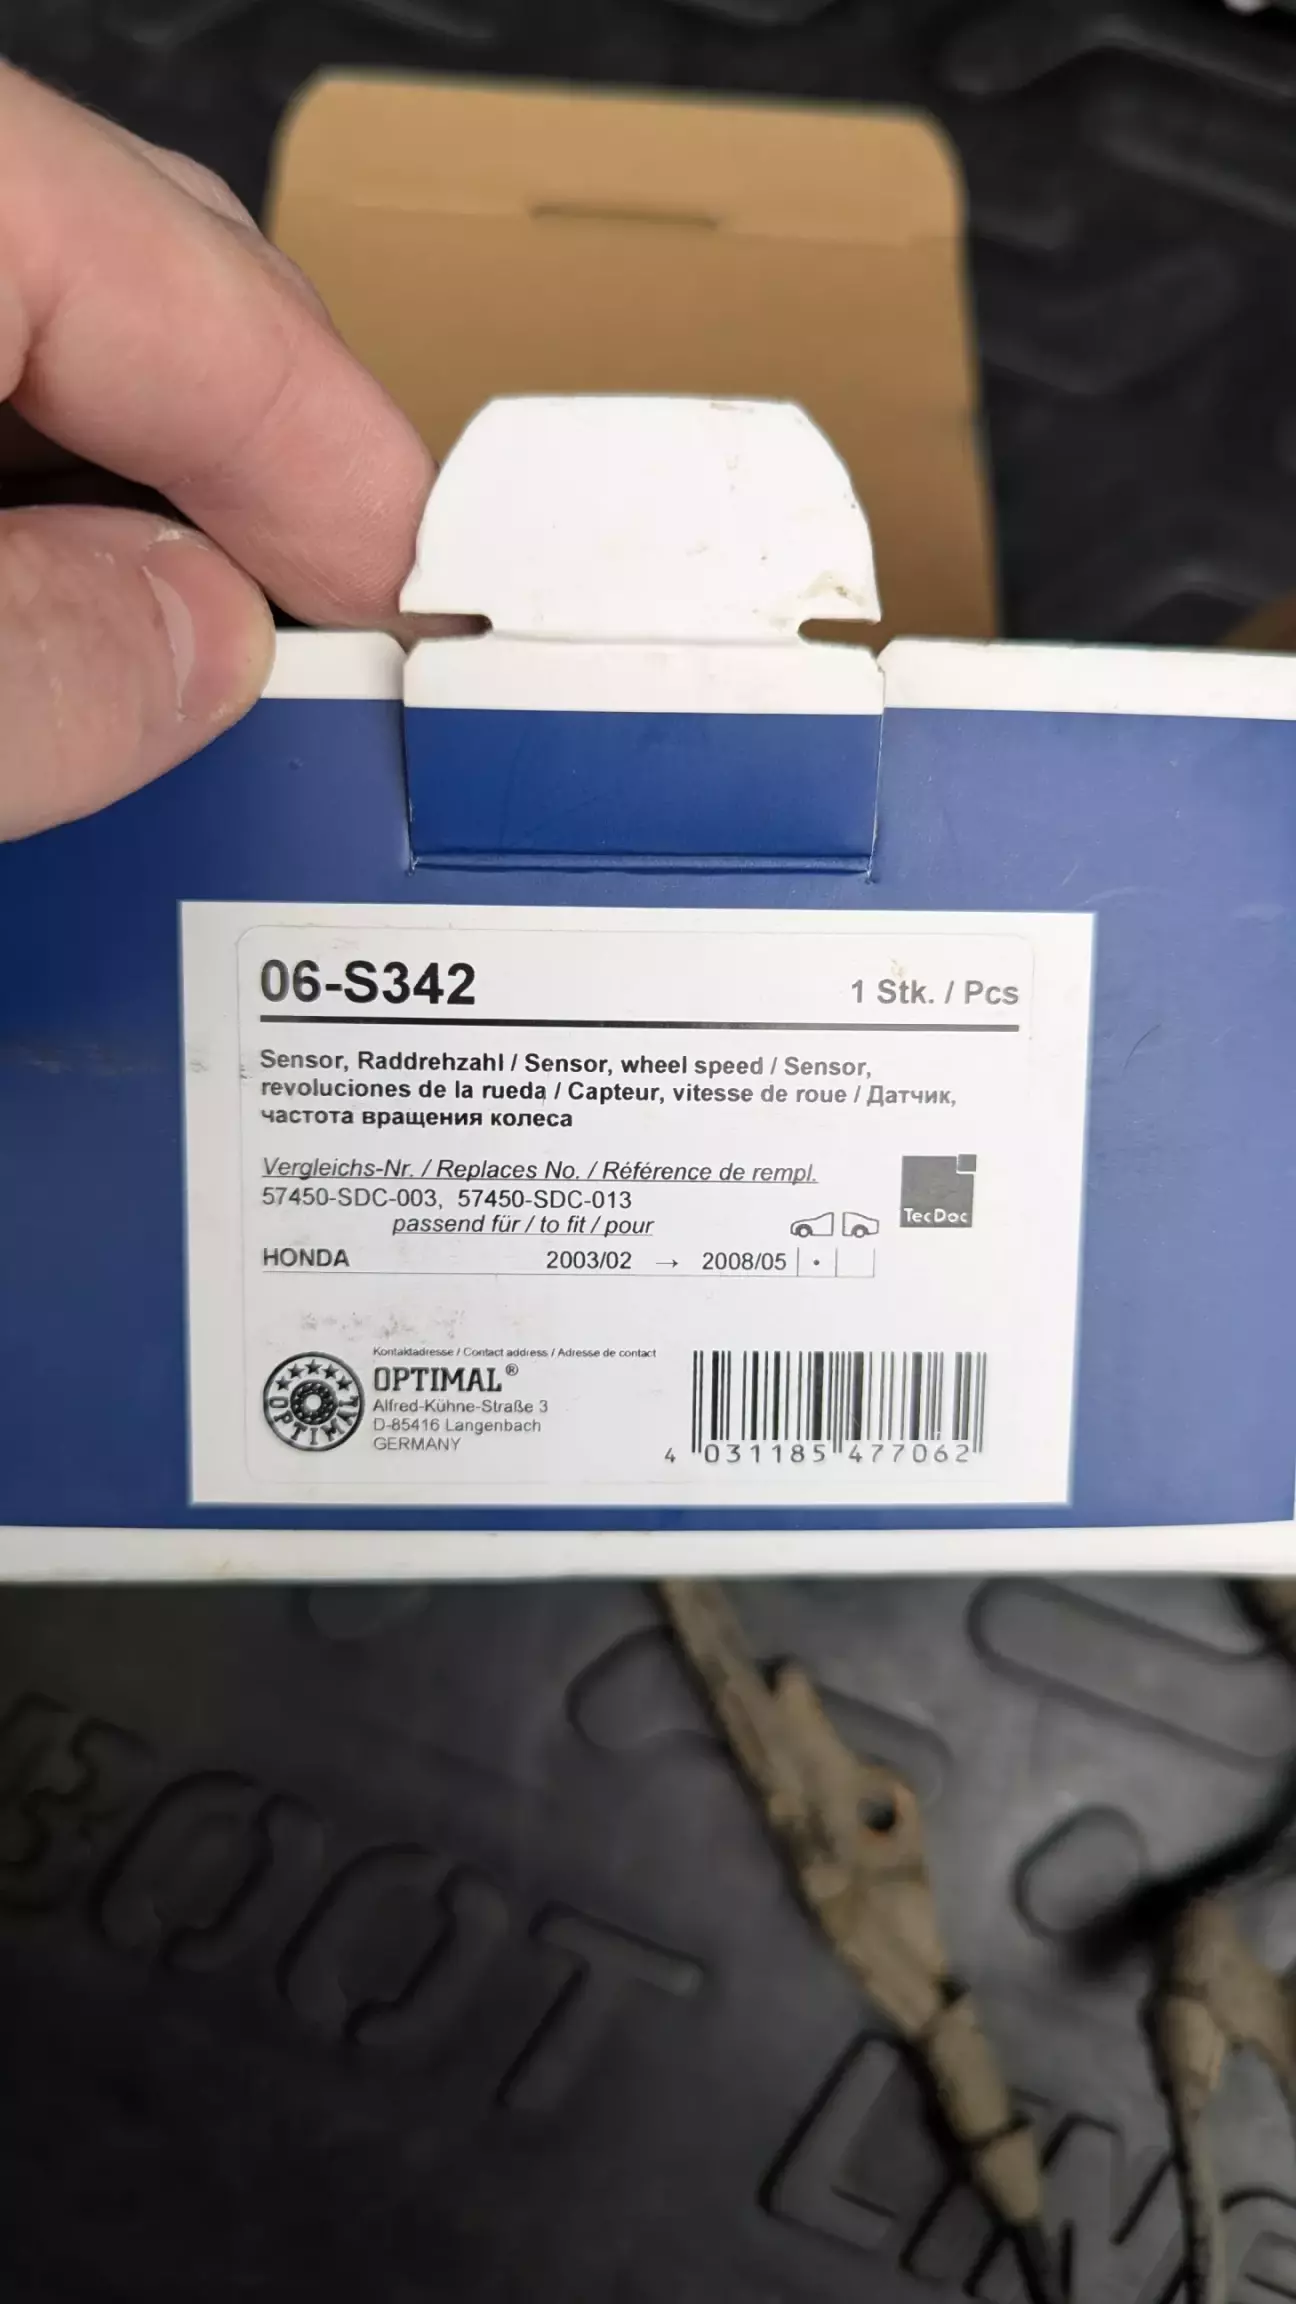 06-S342
1 Stk. / Pcs
Sensor, Raddrehzahl / Sensor, wheel speed / Sensor,
revoluciones de la rueda / Capteur, vitesse de roue / Датчик,
частота вращения колеса
Vergleichs-Nr. / Replaces No. / Référence de rempl.
57450-SDC-003, 57450-SDC-013
passend für / to fit / pour
TecDoc
HONDA 2003/02 → 2008/05 •
Kontaktadresse / Contact address / Adresse de contact
OPTIMAL®
OPTIMAL
Alfred-Kühne-Straße 3
D-85416 Langenbach
GERMANY
4 031185 477062
BOOT
LINER